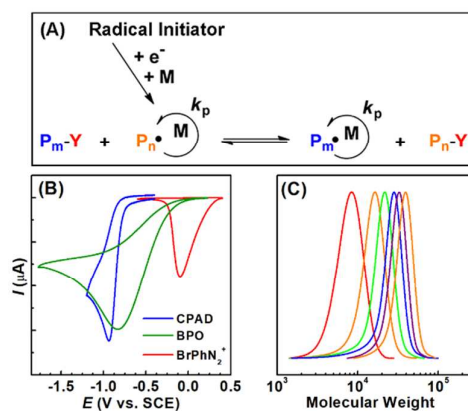 (A)
Radical Initiator
+ e⁻
+ M
kₚ
kₚ
Pₘ-Y + Pₙ• M ⇌ Pₘ• M + Pₙ-Y
(B)
(C)
I (μA)
CPAD
BPO
BrPhN₂⁺
-1.5 -1.0 -0.5 0.0 0.5
E (V vs. SCE)
10³ 10⁴ 10⁵
Molecular Weight